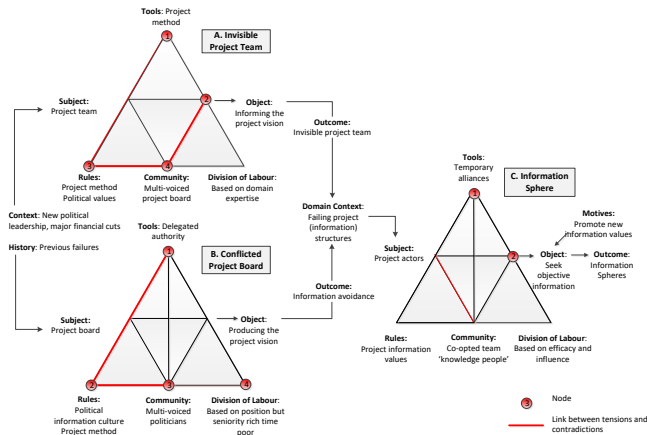 Tools: Project
method
1
A. Invisible
Project Team
Subject:
Project team
2
Object:
Informing the
project vision
Outcome:
Invisible project team
3
4
Rules:
Project method
Political values
Community:
Multi-voiced
project board
Division of Labour:
Based on domain
expertise
Context: New political
leadership, major financial cuts
History: Previous failures
Domain Context:
Failing project
(information)
structures
Tools: Delegated
authority
1
B. Conflicted
Project Board
Subject:
Project board
Object:
Producing the
project vision
Outcome:
Information avoidance
2
3
4
Rules:
Political
information culture
Project method
Community:
Multi-voiced
politicians
Division of Labour:
Based on position but
seniority rich time
poor
Tools:
Temporary
alliances
1
C. Information
Sphere
Motives:
Promote new
information values
Subject:
Project actors
2
Object:
Seek
objective
information
Outcome:
Information
Spheres
Rules:
Project information
values
Community:
Co-opted team
‘knowledge people’
Division of Labour:
Based on efficacy and
influence
3
Node
Link between tensions and
contradictions